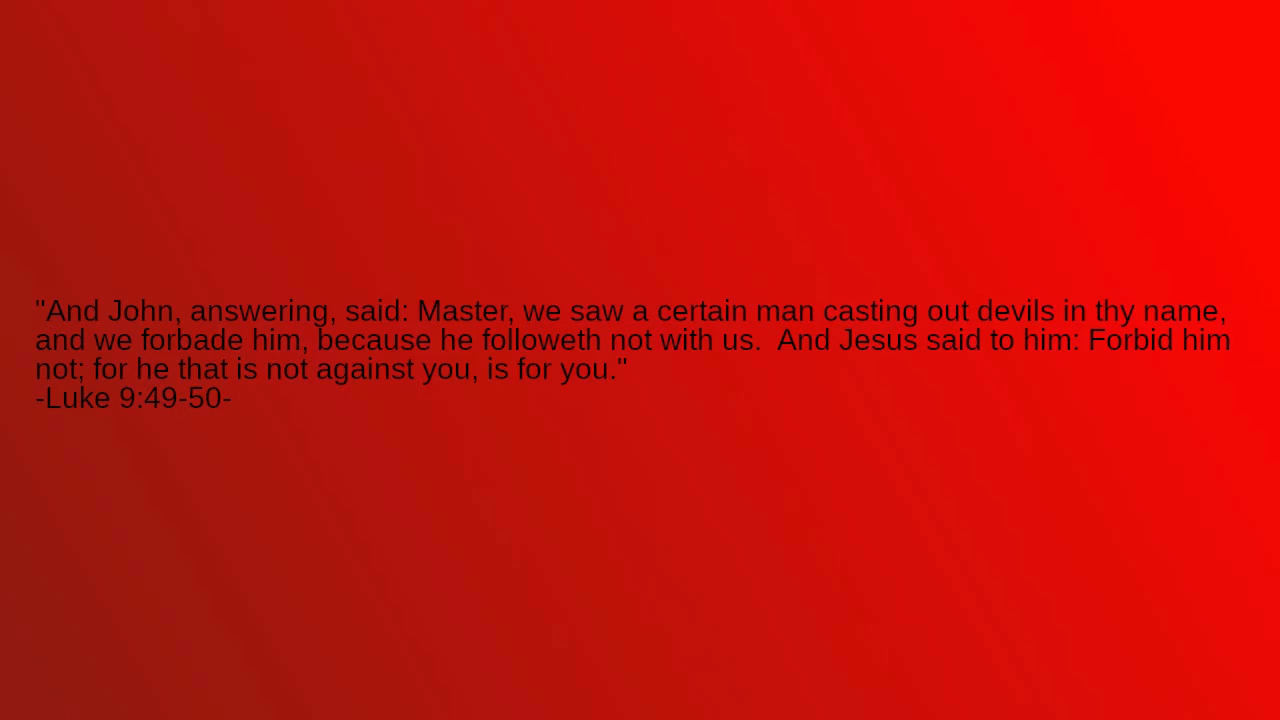 "And John, answering, said: Master, we saw a certain man casting out devils in thy name,
and we forbade him, because he followeth not with us.  And Jesus said to him: Forbid him
not; for he that is not against you, is for you."
-Luke 9:49-50-